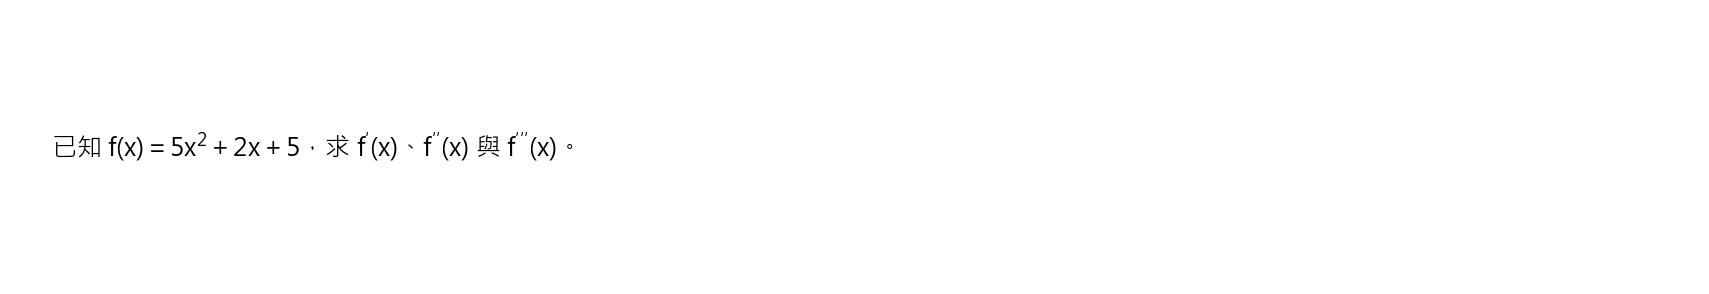 已知 f(x) = 5x² + 2x + 5，求 f′(x)、f′′(x) 與 f′′′(x)。